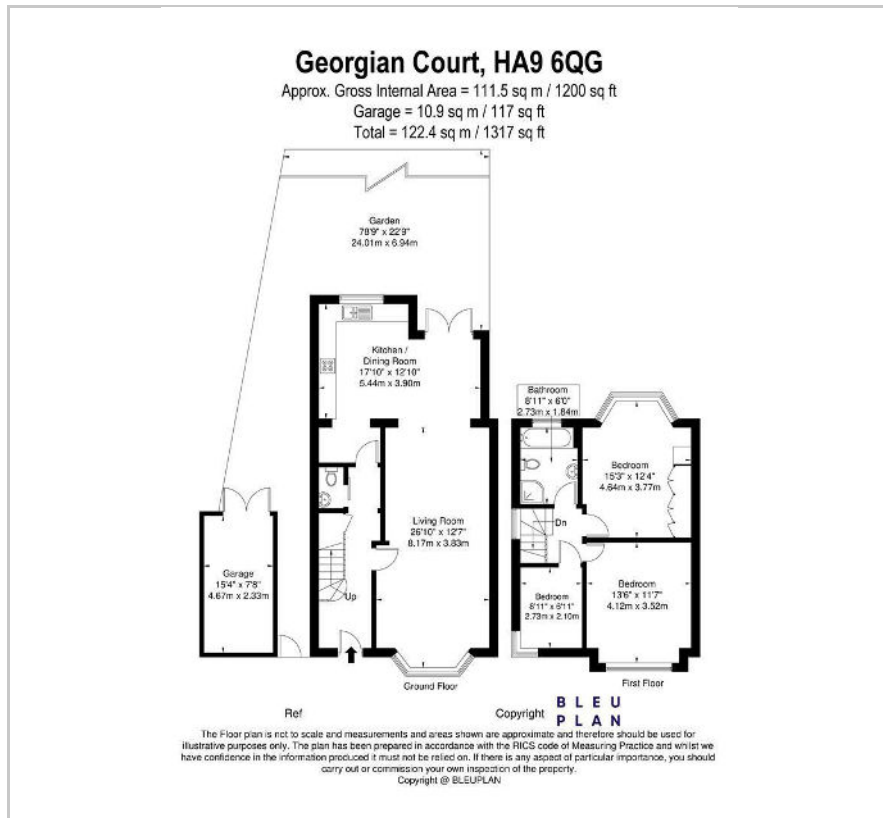 Georgian Court, HA9 6QG
Approx. Gross Internal Area = 111.5 sq m / 1200 sq ft
Garage = 10.9 sq m / 117 sq ft
Total = 122.4 sq m / 1317 sq ft
Garden
78'9" x 22'9"
24.01m x 6.94m
Kitchen /
Dining Room
17'10" x 12'10"
5.44m x 3.90m
Living Room
26'10" x 12'7"
8.17m x 3.83m
Garage
15'4" x 7'8"
4.67m x 2.33m
Up
Ground Floor
Bathroom
8'11" x 6'0"
2.73m x 1.84m
Bedroom
15'3" x 12'4"
4.64m x 3.77m
Dn
Bedroom
8'11" x 6'11"
2.73m x 2.10m
Bedroom
13'6" x 11'7"
4.12m x 3.52m
First Floor
Ref
Copyright
BLEU
PLAN
The Floor plan is not to scale and measurements and areas shown are approximate and therefore should be used for
illustrative purposes only. The plan has been prepared in accordance with the RICS code of Measuring Practice and whilst we
have confidence in the information produced it must not be relied on. If there is any aspect of particular importance, you should
carry out or commission your own inspection of the property.
Copyright @ BLEUPLAN